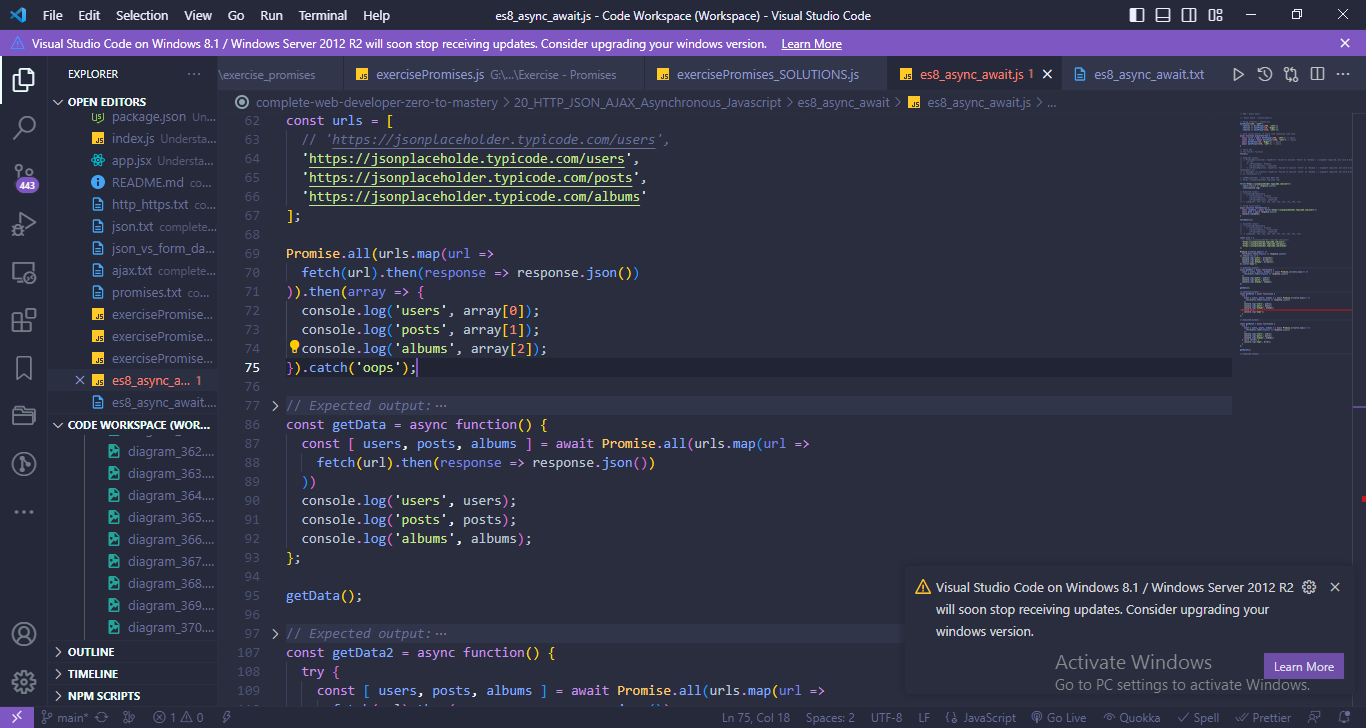 File Edit Selection View Go Run Terminal Help
es8_async_await.js - Code Workspace (Workspace) - Visual Studio Code
Visual Studio Code on Windows 8.1 / Windows Server 2012 R2 will soon stop receiving updates. Consider upgrading your windows version. Learn More
EXPLORER
\exercise_promises
JS exercisePromises.js G:\...\Exercise - Promises
JS exercisePromises_SOLUTIONS.js
JS es8_async_await.js 1
es8_async_await.txt
complete-web-developer-zero-to-mastery > 20_HTTP_JSON_AJAX_Asynchronous_Javascript > es8_async_await > JS es8_async_await.js > ...
OPEN EDITORS
package.json Un...
JS index.js Understa...
app.jsx Understa...
README.md co...
http_https.txt co...
json.txt complete...
json_vs_form_da...
ajax.txt complete...
promises.txt co...
JS exercisePromise...
JS exercisePromise...
JS exercisePromise...
JS es8_async_a... 1
es8_async_await....
CODE WORKSPACE (WOR...
diagram_362....
diagram_363....
diagram_364....
diagram_365....
diagram_366....
diagram_367....
diagram_368....
diagram_369....
diagram_370....
OUTLINE
TIMELINE
NPM SCRIPTS
443
62 const urls = [
63 // 'https://jsonplaceholder.typicode.com/users',
64 'https://jsonplaceholde.typicode.com/users',
65 'https://jsonplaceholder.typicode.com/posts',
66 'https://jsonplaceholder.typicode.com/albums'
67 ];
68
69 Promise.all(urls.map(url =>
70 fetch(url).then(response => response.json())
71 )).then(array => {
72 console.log('users', array[0]);
73 console.log('posts', array[1]);
74 console.log('albums', array[2]);
75 }).catch('oops');
76
77 // Expected output: ...
86 const getData = async function() {
87 const [ users, posts, albums ] = await Promise.all(urls.map(url =>
88 fetch(url).then(response => response.json())
89 ))
90 console.log('users', users);
91 console.log('posts', posts);
92 console.log('albums', albums);
93 };
94
95 getData();
96
97 // Expected output: ...
107 const getData2 = async function() {
108 try {
109 const [ users, posts, albums ] = await Promise.all(urls.map(url =>
Visual Studio Code on Windows 8.1 / Windows Server 2012 R2
will soon stop receiving updates. Consider upgrading your
windows version.
Learn More
Activate Windows
Go to PC settings to activate Windows.
main* 1 0
Ln 75, Col 18 Spaces: 2 UTF-8 LF {} JavaScript Go Live Quokka Spell Prettier